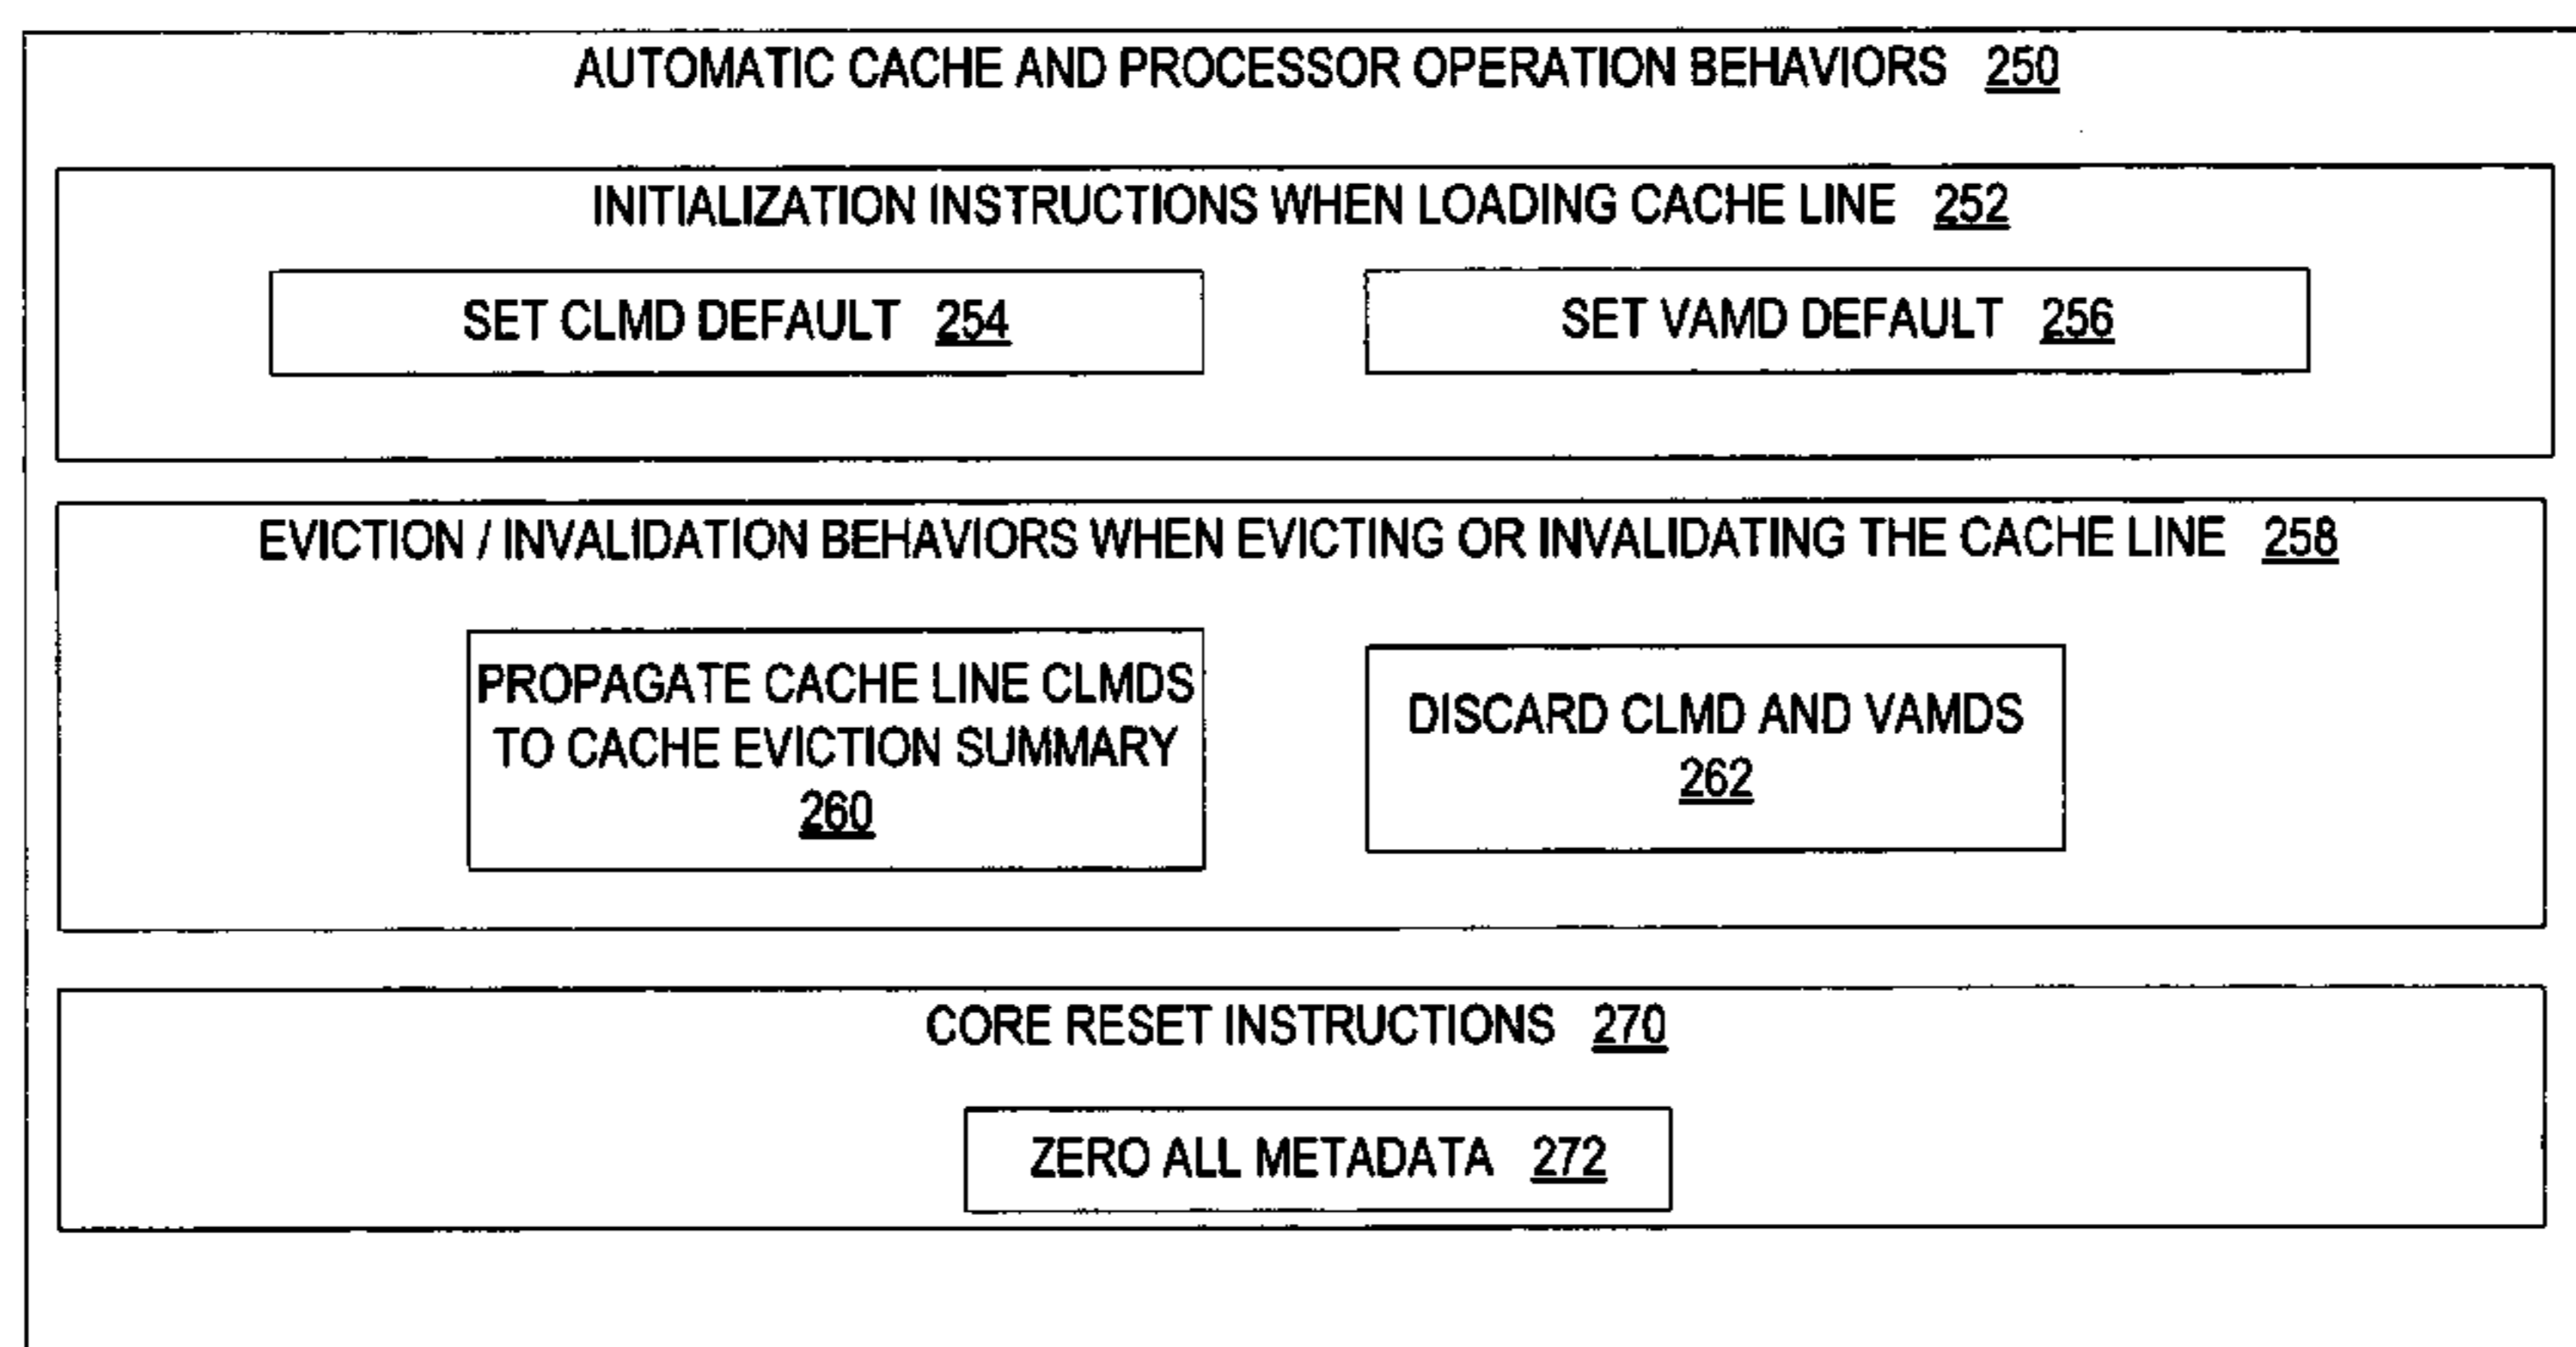 AUTOMATIC CACHE AND PROCESSOR OPERATION BEHAVIORS 250
INITIALIZATION INSTRUCTIONS WHEN LOADING CACHE LINE 252
SET CLMD DEFAULT 254
SET VAMD DEFAULT 256
EVICTION / INVALIDATION BEHAVIORS WHEN EVICTING OR INVALIDATING THE CACHE LINE 258
PROPAGATE CACHE LINE CLMDS
TO CACHE EVICTION SUMMARY
260
DISCARD CLMD AND VAMDS
262
CORE RESET INSTRUCTIONS 270
ZERO ALL METADATA 272